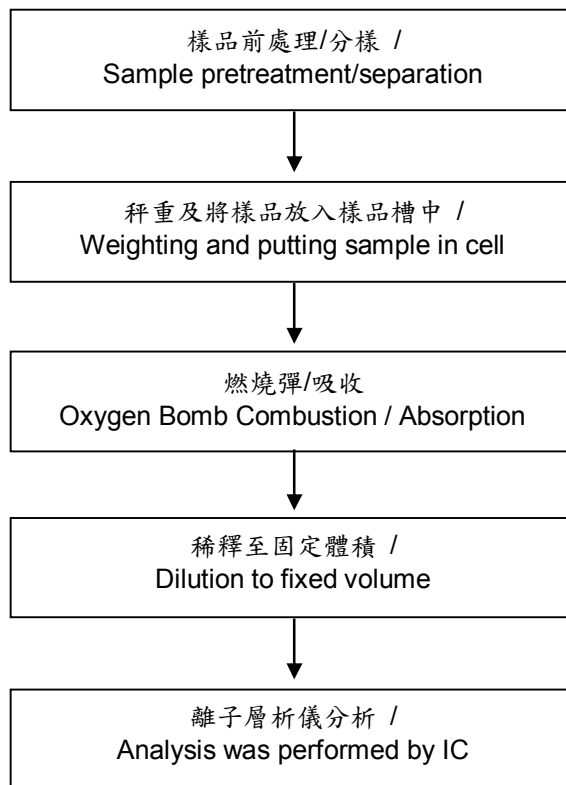 樣品前處理/分樣 /
Sample pretreatment/separation
秤重及將樣品放入樣品槽中 /
Weighting and putting sample in cell
燃燒彈/吸收
Oxygen Bomb Combustion / Absorption
稀釋至固定體積 /
Dilution to fixed volume
離子層析儀分析 /
Analysis was performed by IC